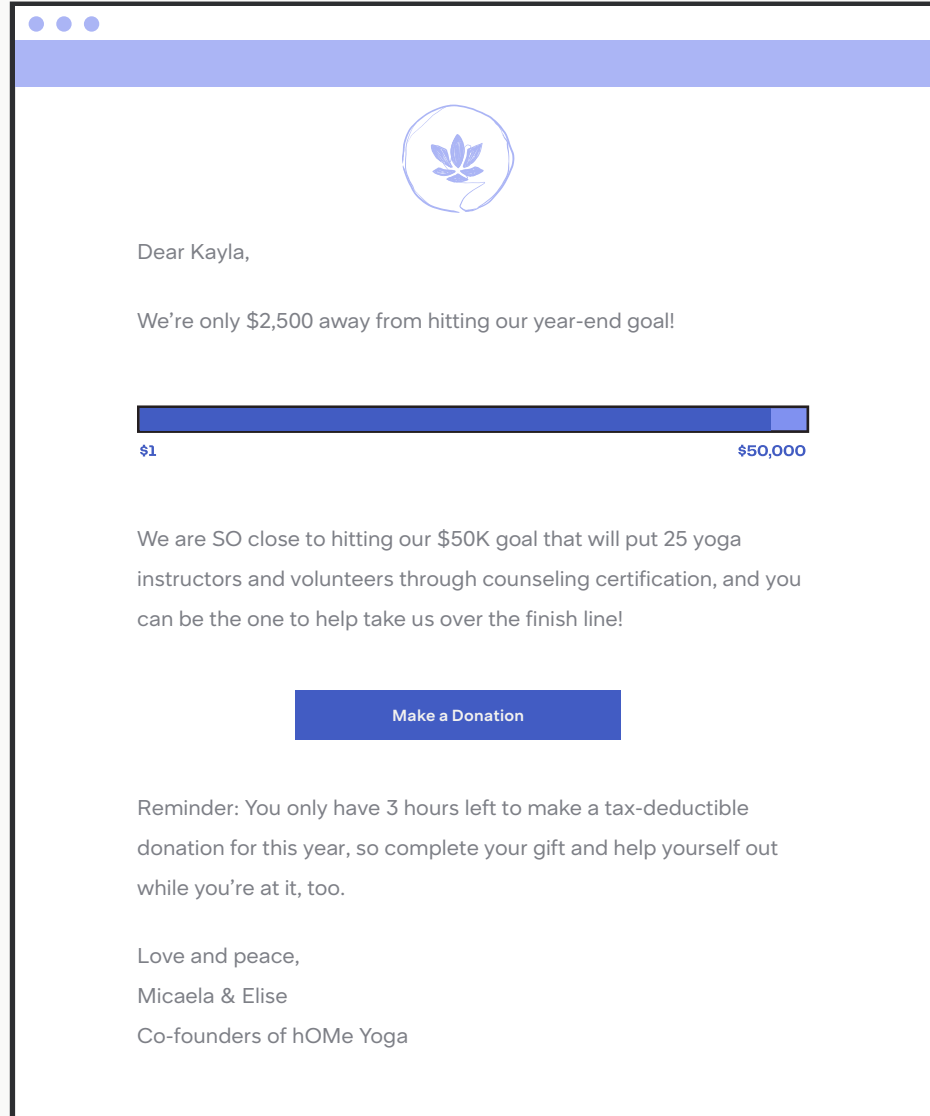 Dear Kayla,
We’re only $2,500 away from hitting our year-end goal!
$1
$50,000
We are SO close to hitting our $50K goal that will put 25 yoga
instructors and volunteers through counseling certification, and you
can be the one to help take us over the finish line!
Make a Donation
Reminder: You only have 3 hours left to make a tax-deductible
donation for this year, so complete your gift and help yourself out
while you’re at it, too.
Love and peace,
Micaela & Elise
Co-founders of hOMe Yoga